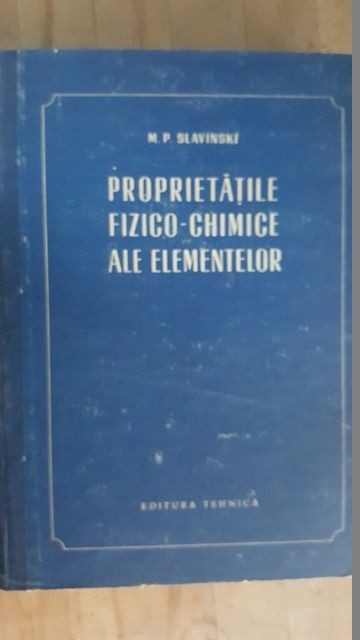 M. P. SLAVINSKI
PROPRIETĂȚILE
FIZICO-CHIMICE
ALE ELEMENTELOR
EDITURA TEHNICĂ